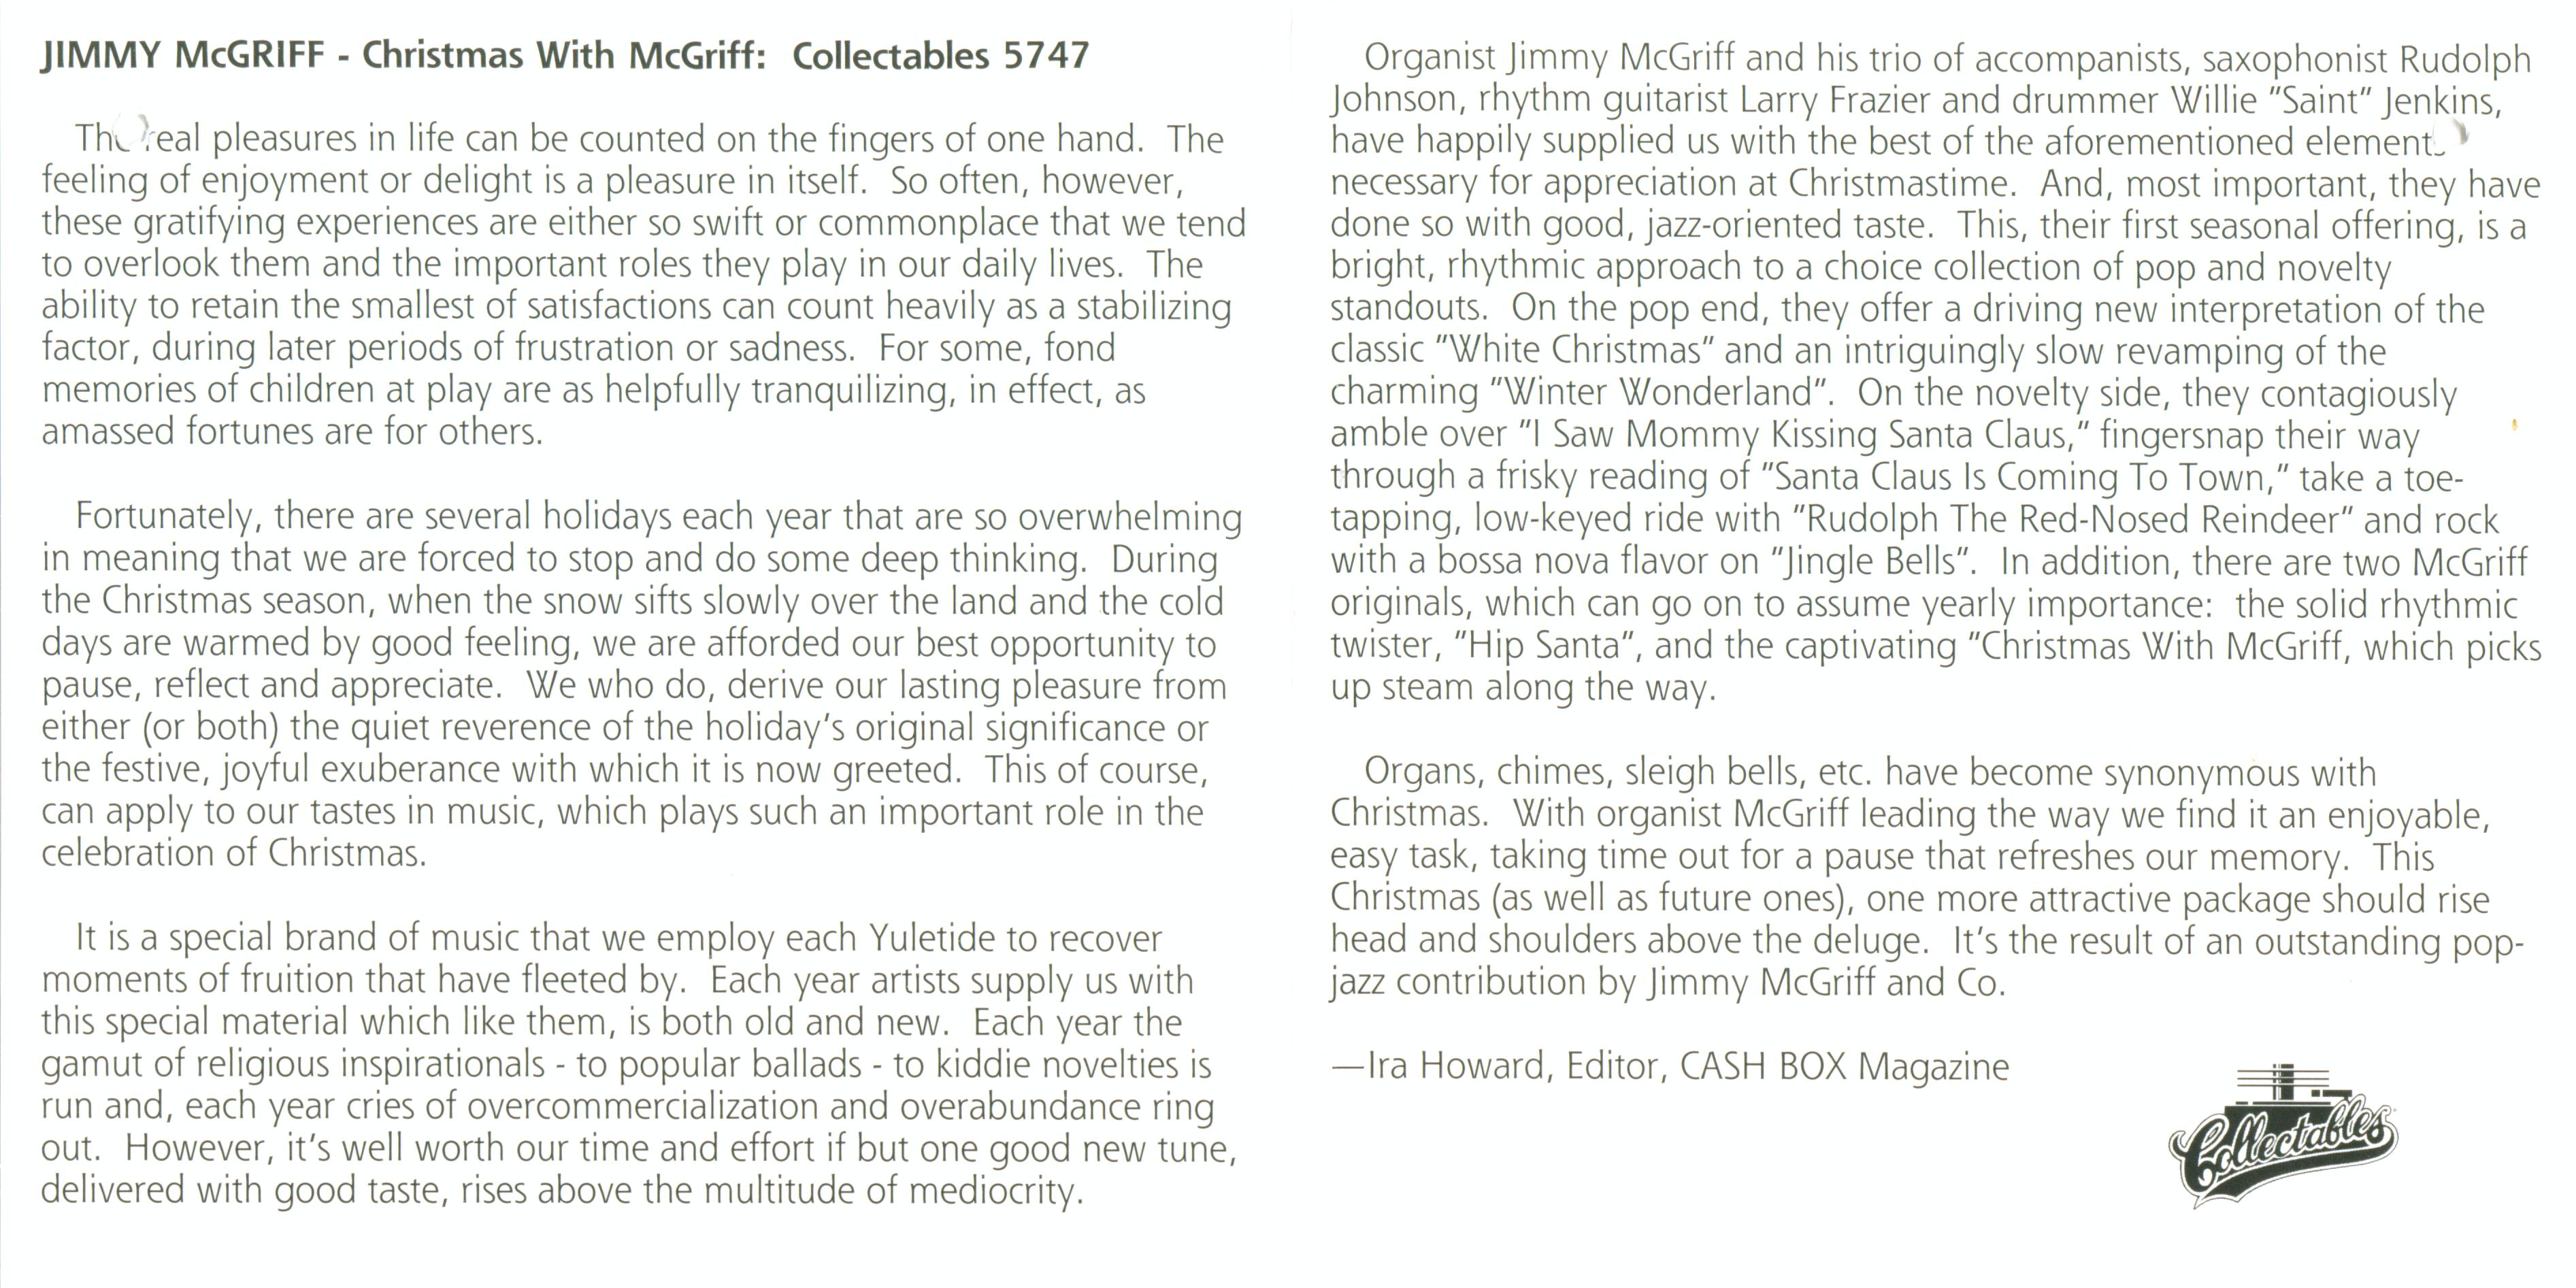 JIMMY McGRIFF - Christmas With McGriff:  Collectables 5747
The real pleasures in life can be counted on the fingers of one hand.  The
feeling of enjoyment or delight is a pleasure in itself.  So often, however,
these gratifying experiences are either so swift or commonplace that we tend
to overlook them and the important roles they play in our daily lives.  The
ability to retain the smallest of satisfactions can count heavily as a stabilizing
factor, during later periods of frustration or sadness.  For some, fond
memories of children at play are as helpfully tranquilizing, in effect, as
amassed fortunes are for others.
Fortunately, there are several holidays each year that are so overwhelming
in meaning that we are forced to stop and do some deep thinking.  During
the Christmas season, when the snow sifts slowly over the land and the cold
days are warmed by good feeling, we are afforded our best opportunity to
pause, reflect and appreciate.  We who do, derive our lasting pleasure from
either (or both) the quiet reverence of the holiday's original significance or
the festive, joyful exuberance with which it is now greeted.  This of course,
can apply to our tastes in music, which plays such an important role in the
celebration of Christmas.
It is a special brand of music that we employ each Yuletide to recover
moments of fruition that have fleeted by.  Each year artists supply us with
this special material which like them, is both old and new.  Each year the
gamut of religious inspirationals - to popular ballads - to kiddie novelties is
run and, each year cries of overcommercialization and overabundance ring
out.  However, it's well worth our time and effort if but one good new tune,
delivered with good taste, rises above the multitude of mediocrity.
Organist Jimmy McGriff and his trio of accompanists, saxophonist Rudolph
Johnson, rhythm guitarist Larry Frazier and drummer Willie "Saint" Jenkins,
have happily supplied us with the best of the aforementioned elements
necessary for appreciation at Christmastime.  And, most important, they have
done so with good, jazz-oriented taste.  This, their first seasonal offering, is a
bright, rhythmic approach to a choice collection of pop and novelty
standouts.  On the pop end, they offer a driving new interpretation of the
classic "White Christmas" and an intriguingly slow revamping of the
charming "Winter Wonderland".  On the novelty side, they contagiously
amble over "I Saw Mommy Kissing Santa Claus," fingersnap their way
through a frisky reading of "Santa Claus Is Coming To Town," take a toe-
tapping, low-keyed ride with "Rudolph The Red-Nosed Reindeer" and rock
with a bossa nova flavor on "Jingle Bells".  In addition, there are two McGriff
originals, which can go on to assume yearly importance:  the solid rhythmic
twister, "Hip Santa", and the captivating "Christmas With McGriff, which picks
up steam along the way.
Organs, chimes, sleigh bells, etc. have become synonymous with
Christmas.  With organist McGriff leading the way we find it an enjoyable,
easy task, taking time out for a pause that refreshes our memory.  This
Christmas (as well as future ones), one more attractive package should rise
head and shoulders above the deluge.  It's the result of an outstanding pop-
jazz contribution by Jimmy McGriff and Co.
—Ira Howard, Editor, CASH BOX Magazine
Collectables